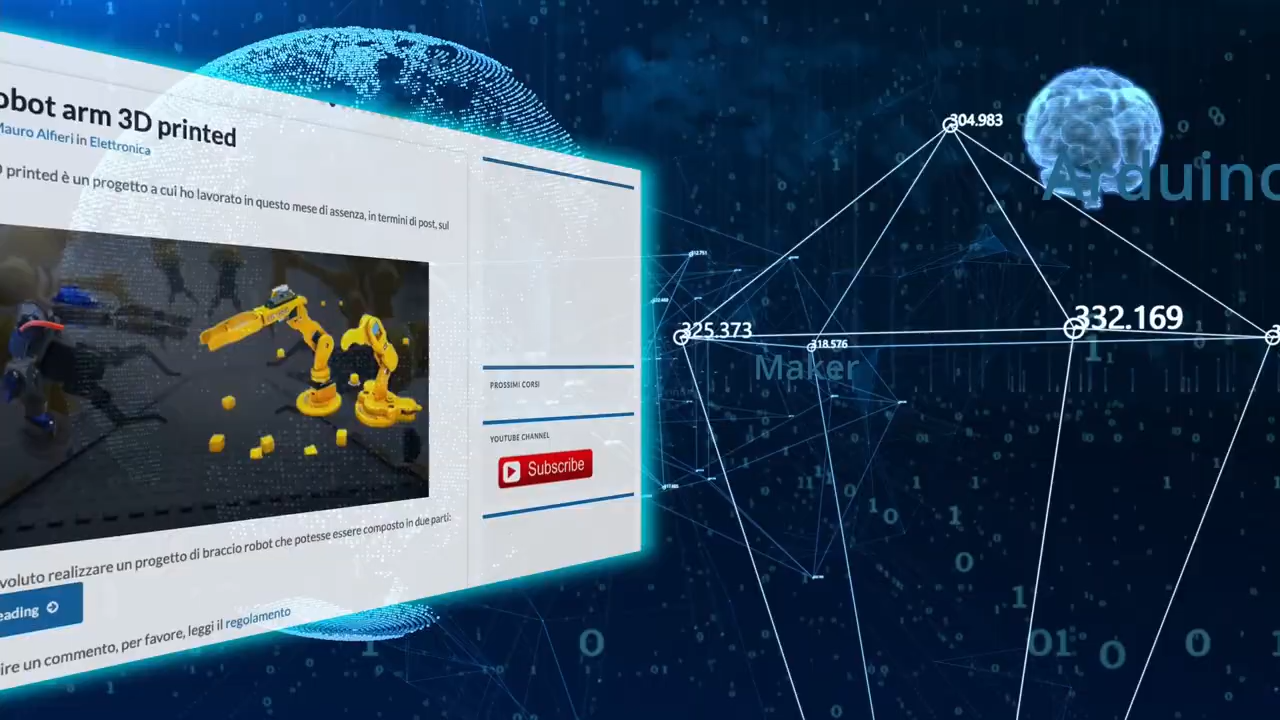 obot arm 3D printed
Mauro Alfieri in Elettronica
printed è un progetto a cui ho lavorato in questo mese di assenza, in termini di post, sul
voluto realizzare un progetto di braccio robot che potesse essere composto in due parti:
eading
ire un commento, per favore, leggi il regolamento
PROSSIMI CORSI
YOUTUBE CHANNEL
Subscribe
304.983
Arduino
325.373
318.576
332.169
Maker